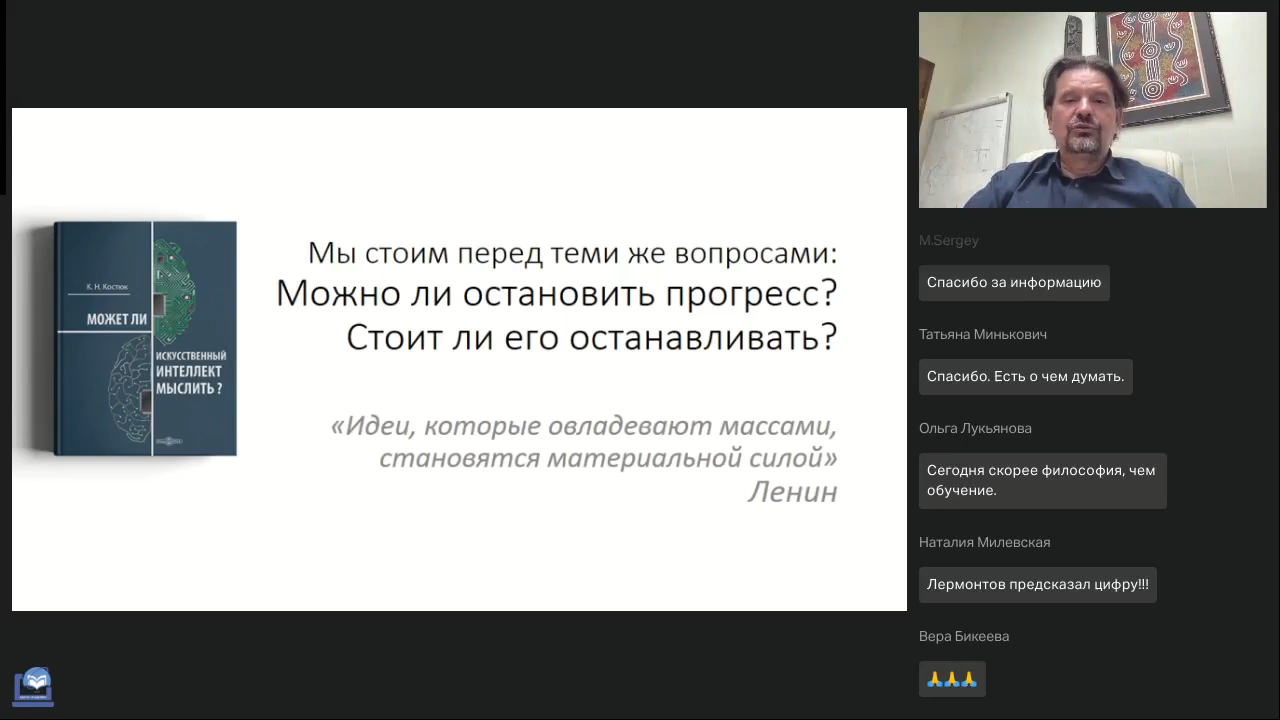 Мы стоим перед теми же вопросами:
Можно ли остановить прогресс?
Стоит ли его останавливать?
«Идеи, которые овладевают массами,
становятся материальной силой»
Ленин
К. Н. Костюк
МОЖЕТ ЛИ
ИСКУССТВЕННЫЙ
ИНТЕЛЛЕКТ
МЫСЛИТЬ ?
M.Sergey
Спасибо за информацию
Татьяна Минькович
Спасибо. Есть о чем думать.
Ольга Лукьянова
Сегодня скорее философия, чем
обучение.
Наталия Милевская
Лермонтов предсказал цифру!!!
Вера Бикеева
🙏🙏🙏